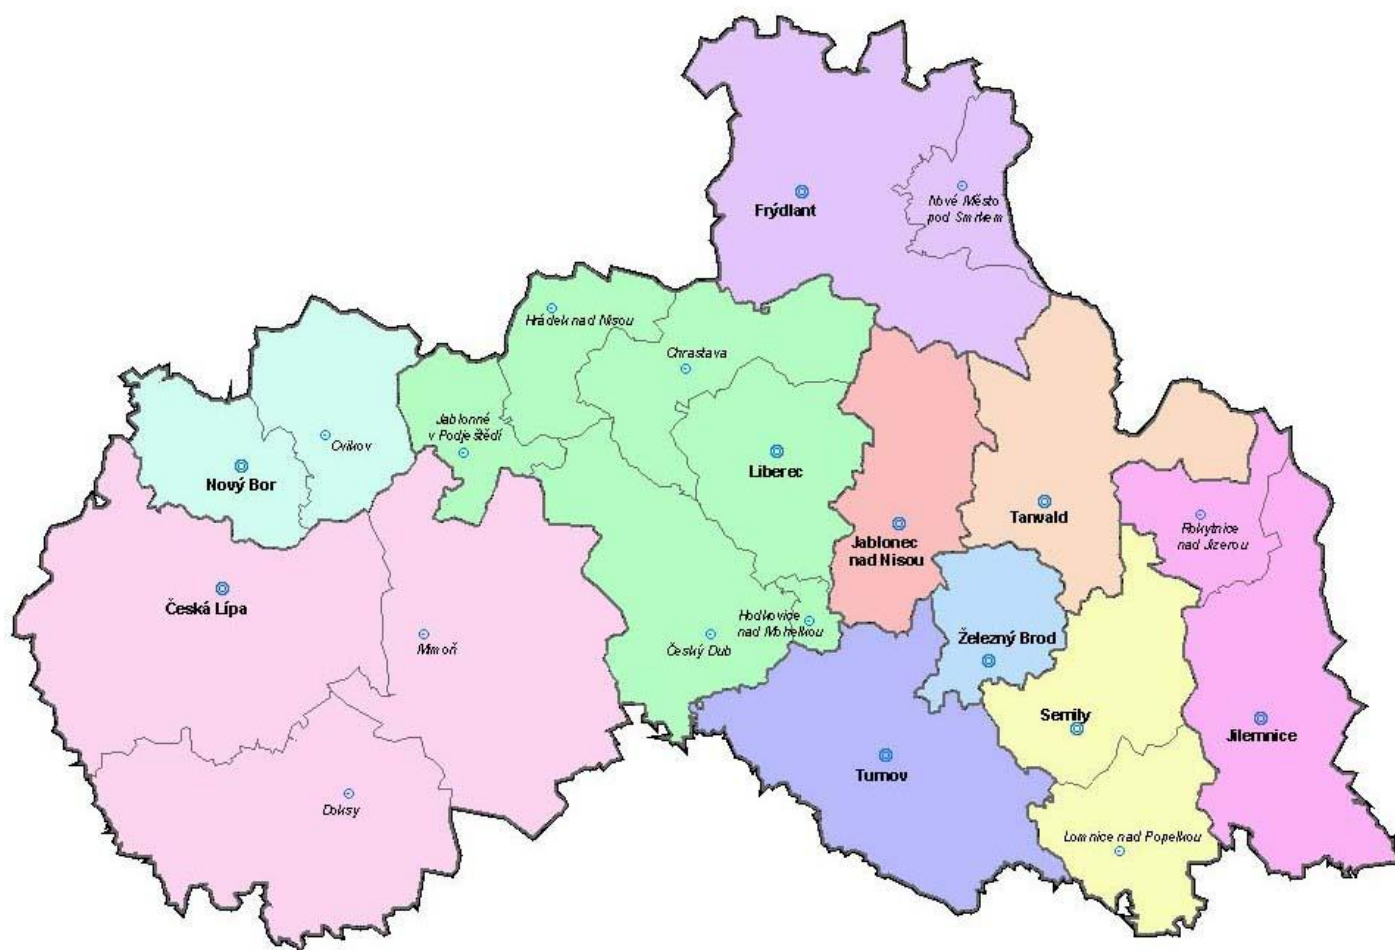 Frýdlant
Nové Město
pod Smrkem
Hrádek nad Nisou
Chrastava
Jablonné
v Podještědí
Cvikov
Liberec
Nový Bor
Tanvald
Rokytnice
nad Jizerou
Jablonec
nad Nisou
Česká Lípa
Hodkovice
nad Mohelkou
Železný Brod
Mimoň
Český Dub
Semily
Jilemnice
Turnov
Doksy
Lomnice nad Popelkou